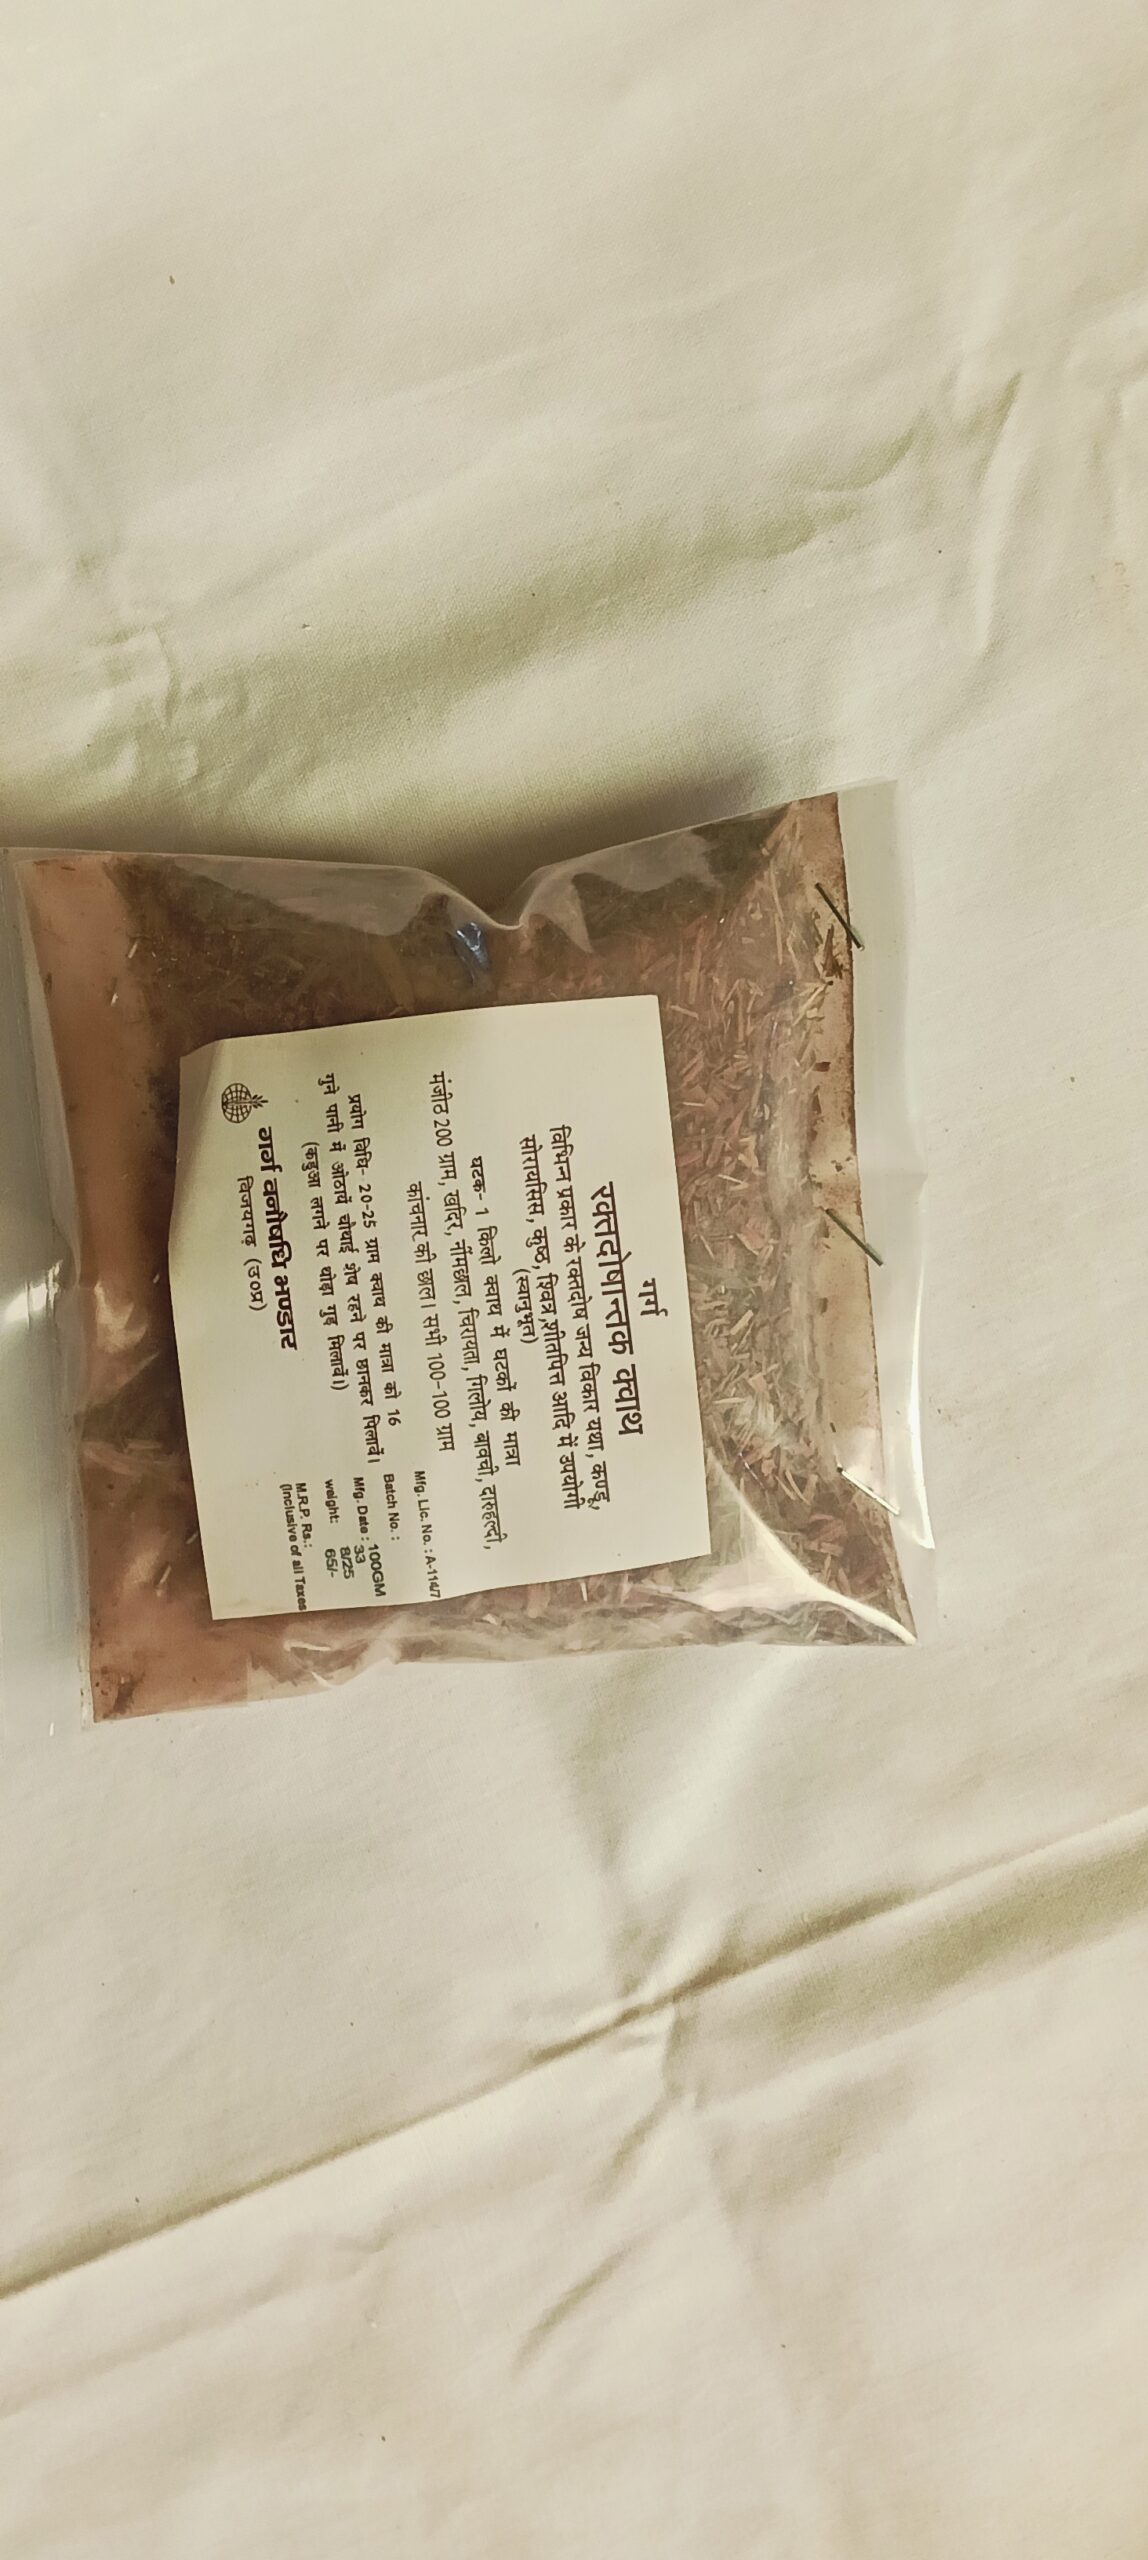 गर्ग
रक्तदोषान्तक क्वाथ
विभिन्न प्रकार के रक्तदोष जन्य विकार यथा, कण्डू,
सोरायसिस, कुष्ठ, श्वित्र,शीतपित्त आदि में उपयोगी
(स्वानुभूत)
घटक- 1 किलो क्वाथ में घटकों की मात्रा
मंजीठ 200 ग्राम, खदिर, नीमछाल, चिरायता, गिलोय, बावची, दारुहल्दी,
कांचनार की छाल। सभी 100-100 ग्राम
प्रयोग विधि- 20-25 ग्राम क्वाथ की मात्रा को 16
गुने पानी में ओठायें चौथाई शेष रहने पर छानकर पिलावें।
(कडुआ लगने पर थोड़ा गुड़ मिलावें।)
गर्ग वनौषधि भण्डार
विजयगढ़ (उ०प्र)
Mfg. Lic. No. : A-1147
Batch No. : 100GM
Mfg. Date : 33
weight: 8/25
M.R.P. Rs.: 65/-
(Inclusive of all Taxes